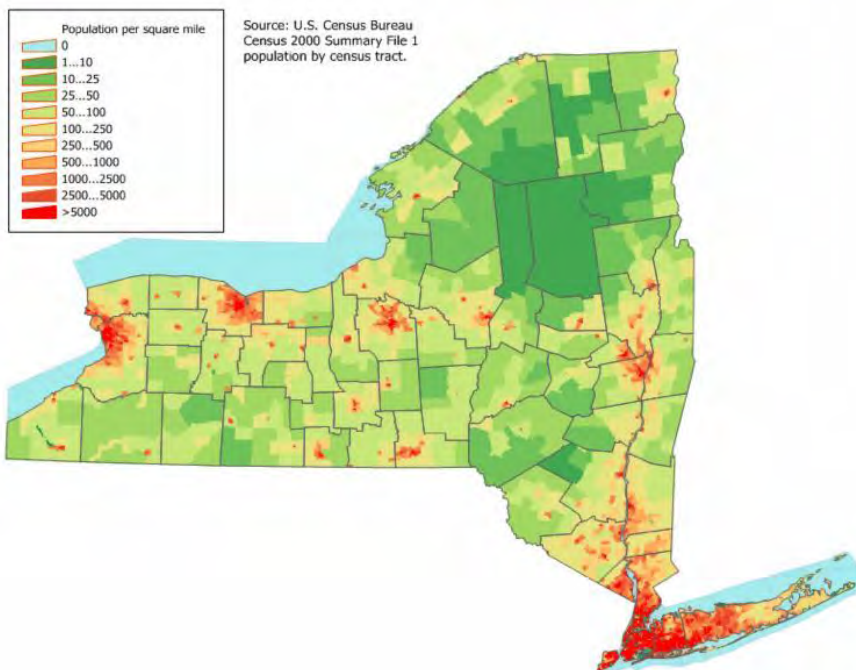 Population per square mile
0
1...10
10...25
25...50
50...100
100...250
250...500
500...1000
1000...2500
2500...5000
>5000
Source: U.S. Census Bureau
Census 2000 Summary File 1
population by census tract.